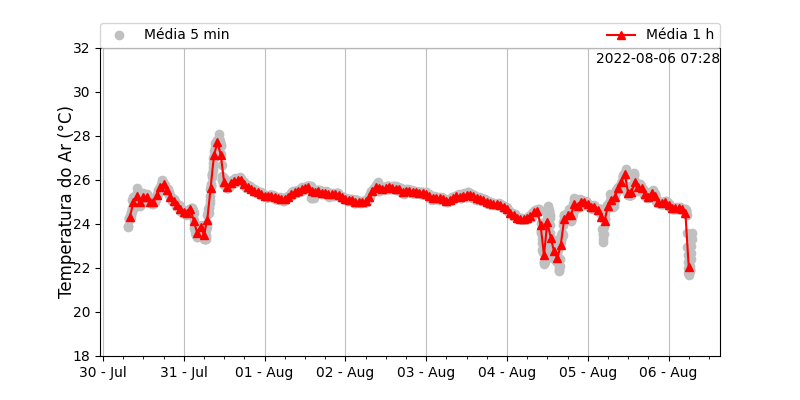 Média 5 min
Média 1 h
2022-08-06 07:28
Temperatura do Ar (°C)
32
30
28
26
24
22
20
18
30 - Jul
31 - Jul
01 - Aug
02 - Aug
03 - Aug
04 - Aug
05 - Aug
06 - Aug